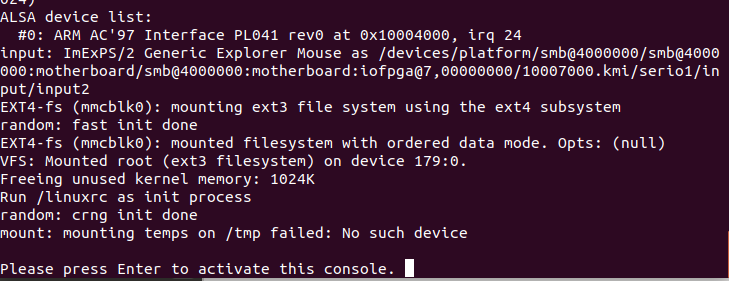 024)
ALSA device list:
  #0: ARM AC'97 Interface PL041 rev0 at 0x10004000, irq 24
input: ImExPS/2 Generic Explorer Mouse as /devices/platform/smb@4000000/smb@4000
000:motherboard/smb@4000000:motherboard:iofpga@7,00000000/10007000.kmi/serio1/in
put/input2
EXT4-fs (mmcblk0): mounting ext3 file system using the ext4 subsystem
random: fast init done
EXT4-fs (mmcblk0): mounted filesystem with ordered data mode. Opts: (null)
VFS: Mounted root (ext3 filesystem) on device 179:0.
Freeing unused kernel memory: 1024K
Run /linuxrc as init process
random: crng init done
mount: mounting temps on /tmp failed: No such device

Please press Enter to activate this console.